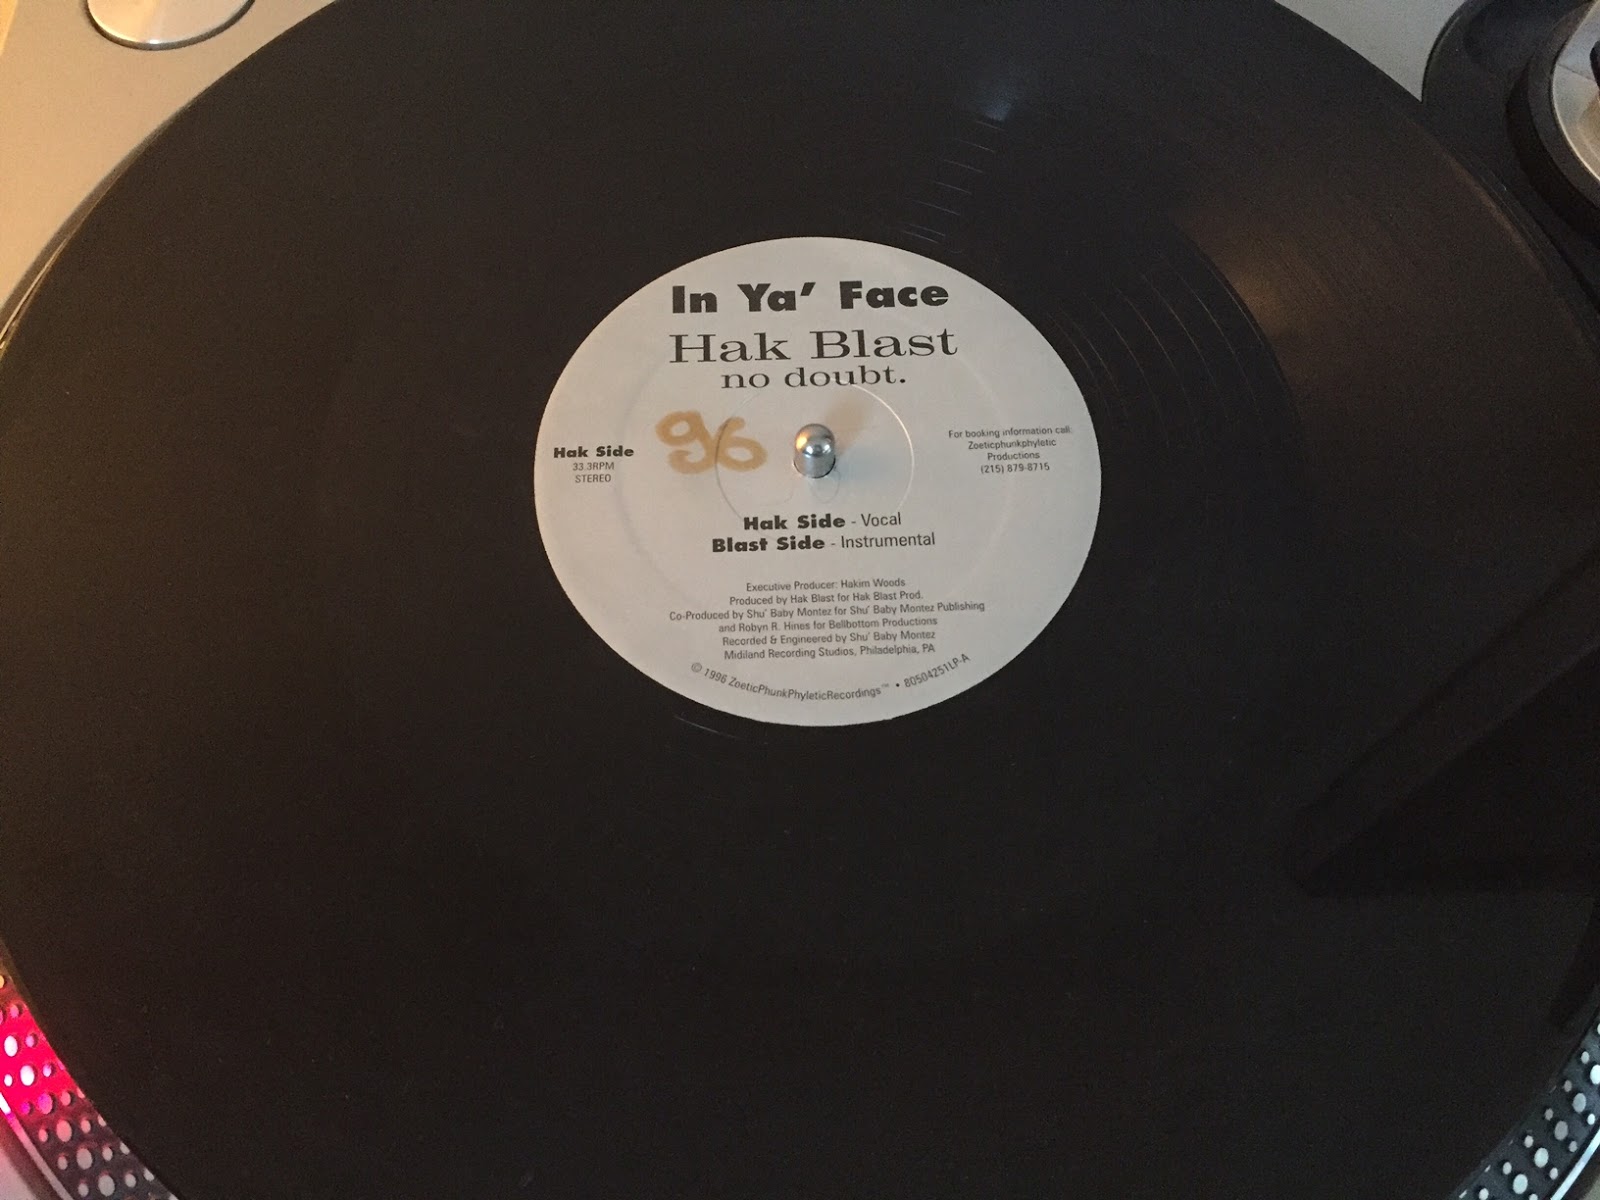 In Ya' Face
Hak Blast
no doubt.
96
Hak Side
33.3RPM
STEREO
For booking information call:
Zoeticphunkphyletic
Productions
(215) 879-8715
Hak Side - Vocal
Blast Side - Instrumental
Executive Producer: Hakim Woods
Produced by Hak Blast for Hak Blast Prod.
Co-Produced by Shu' Baby Montez for Shu' Baby Montez Publishing
and Robyn R. Hines for Bellbottom Productions
Recorded & Engineered by Shu' Baby Montez
Midiland Recording Studios, Philadelphia, PA
© 1996 ZoeticPhunkPhyleticRecordings™ • 80504251LP-A